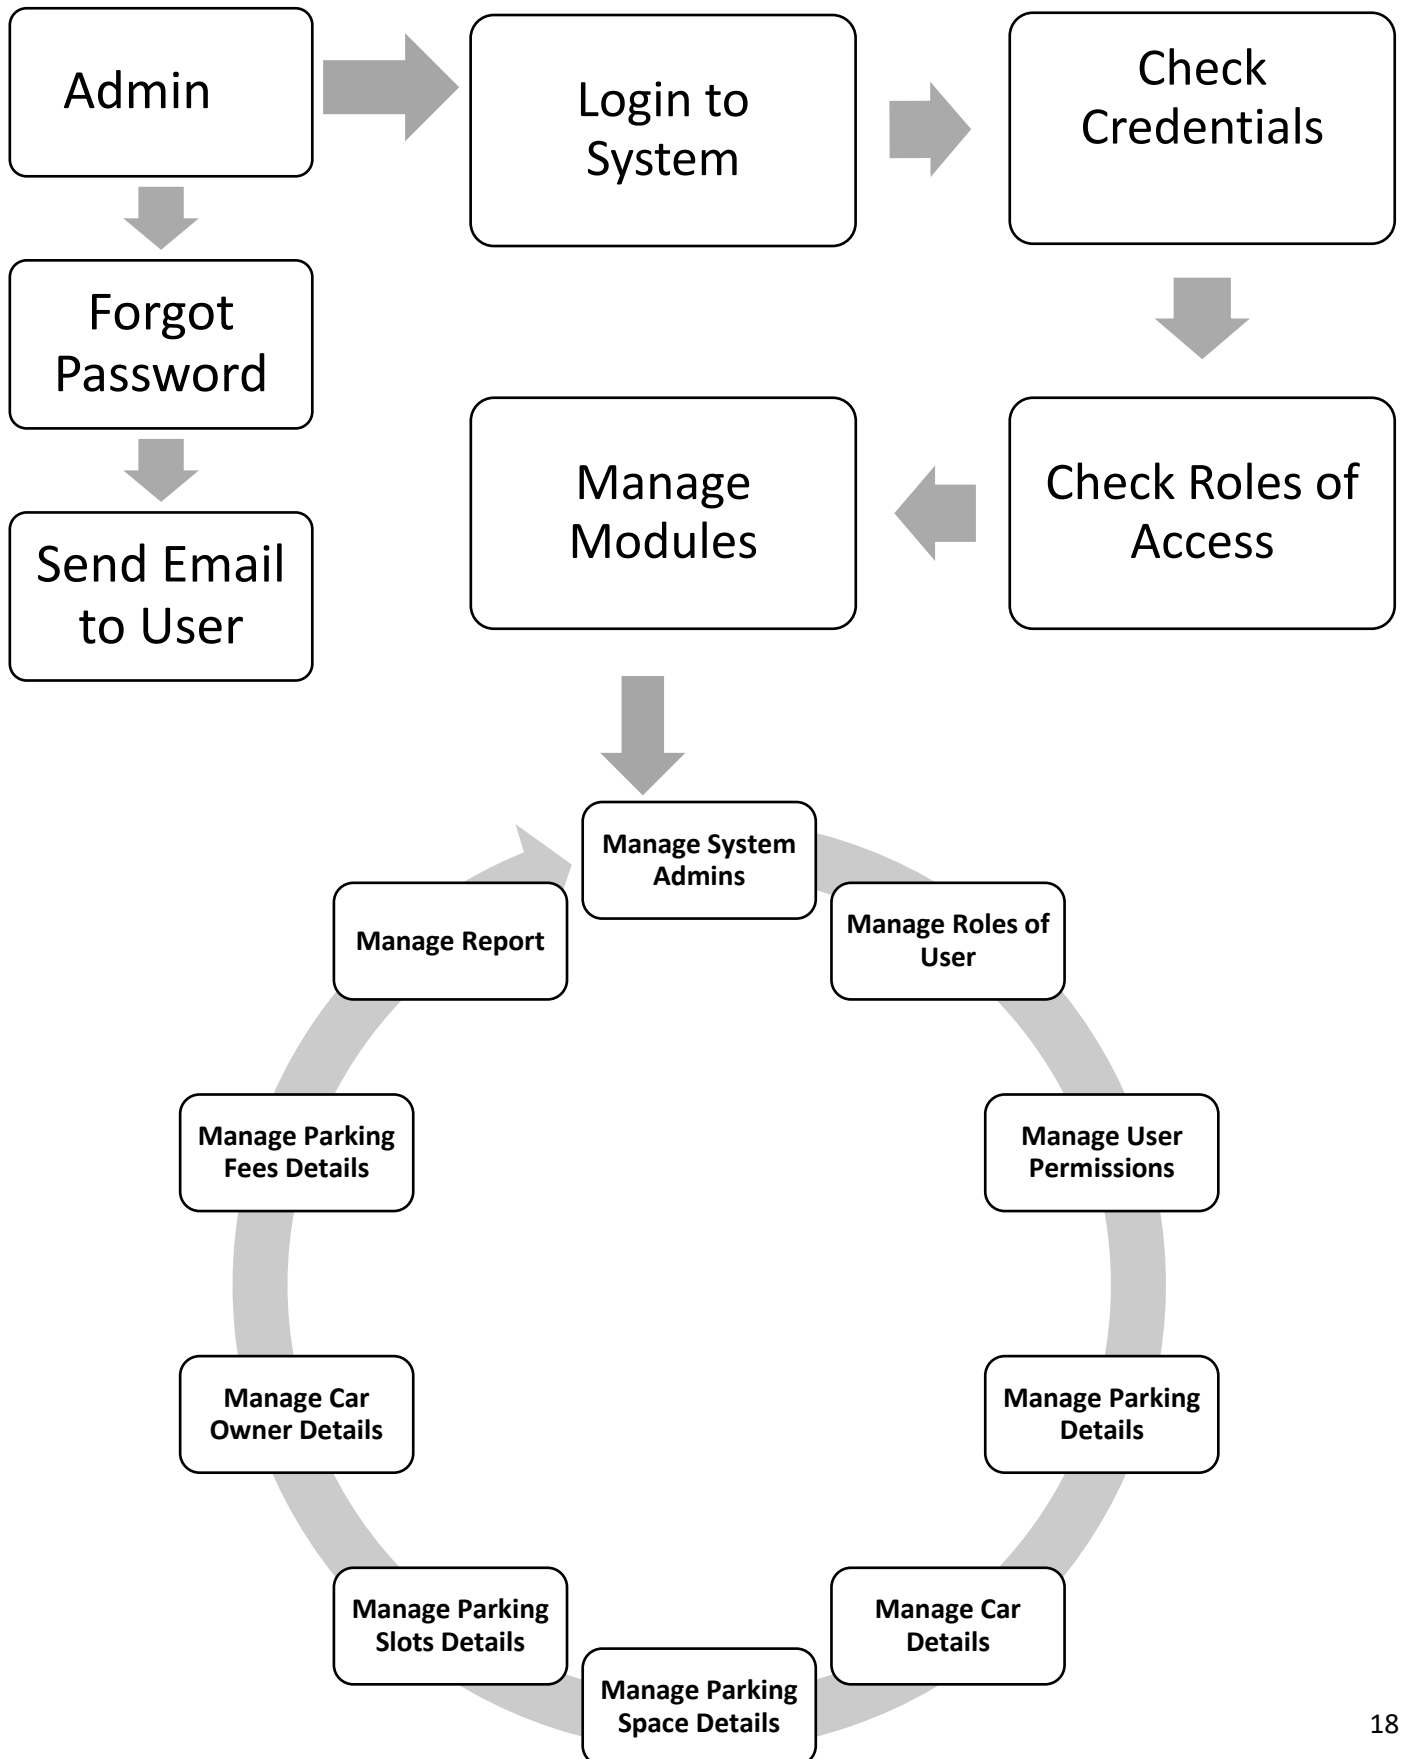 Admin
Login to
System
Check
Credentials
Forgot
Password
Manage
Modules
Check Roles of
Access
Send Email
to User
Manage System
Admins
Manage Roles of
User
Manage User
Permissions
Manage Parking
Details
Manage Car
Details
Manage Parking
Space Details
Manage Parking
Slots Details
Manage Car
Owner Details
Manage Parking
Fees Details
Manage Report
18